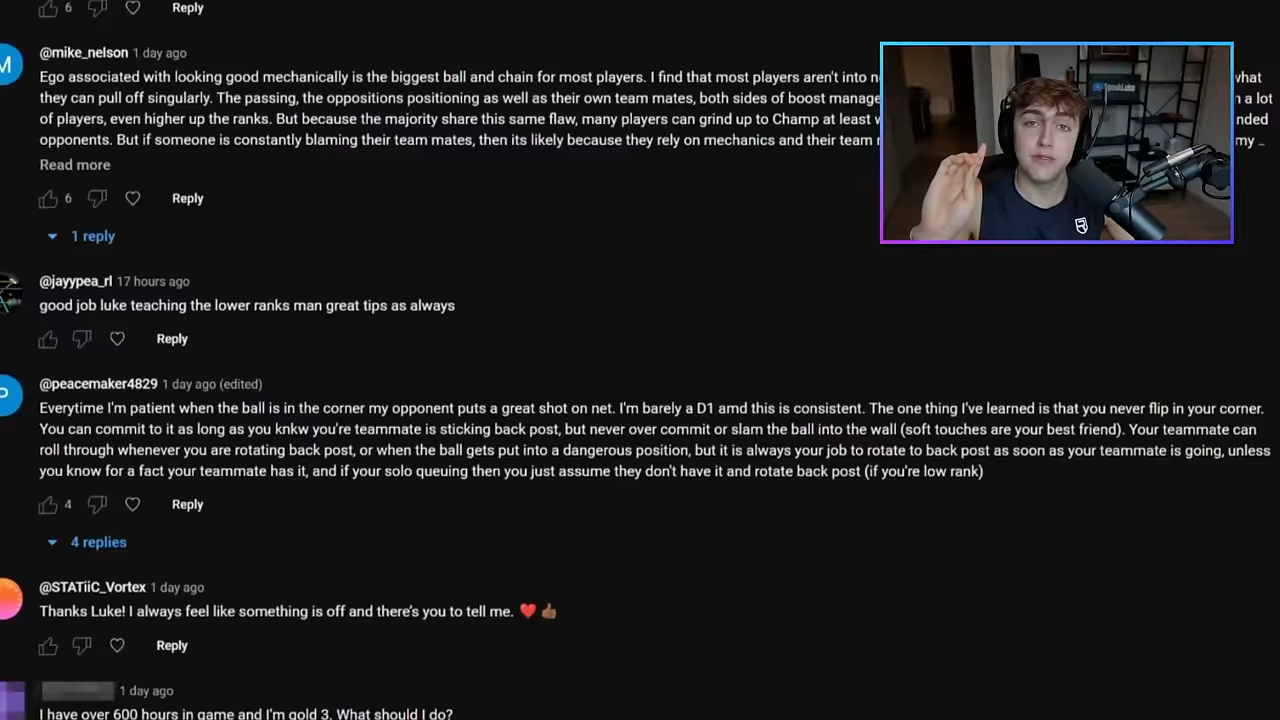 6 Reply
M
@mike_nelson 1 day ago
Ego associated with looking good mechanically is the biggest ball and chain for most players. I find that most players aren't into what
they can pull off singularly. The passing, the oppositions positioning as well as their own team mates, both sides of boost manage a lot
of players, even higher up the ranks. But because the majority share this same flaw, many players can grind up to Champ at least nded
opponents. But if someone is constantly blaming their team mates, then its likely because they rely on mechanics and their team my ...
Read more
6 Reply
1 reply
@jayypea_rl 17 hours ago
good job luke teaching the lower ranks man great tips as always
Reply
P
@peacemaker4829 1 day ago (edited)
Everytime I'm patient when the ball is in the corner my opponent puts a great shot on net. I'm barely a D1 amd this is consistent. The one thing I've learned is that you never flip in your corner.
You can commit to it as long as you knkw you're teammate is sticking back post, but never over commit or slam the ball into the wall (soft touches are your best friend). Your teammate can
roll through whenever you are rotating back post, or when the ball gets put into a dangerous position, but it is always your job to rotate to back post as soon as your teammate is going, unless
you know for a fact your teammate has it, and if your solo queuing then you just assume they don't have it and rotate back post (if you're low rank)
4 Reply
4 replies
@STATiiC_Vortex 1 day ago
Thanks Luke! I always feel like something is off and there's you to tell me. ❤️👍🏾
Reply
1 day ago
I have over 600 hours in game and I'm gold 3. What should I do?